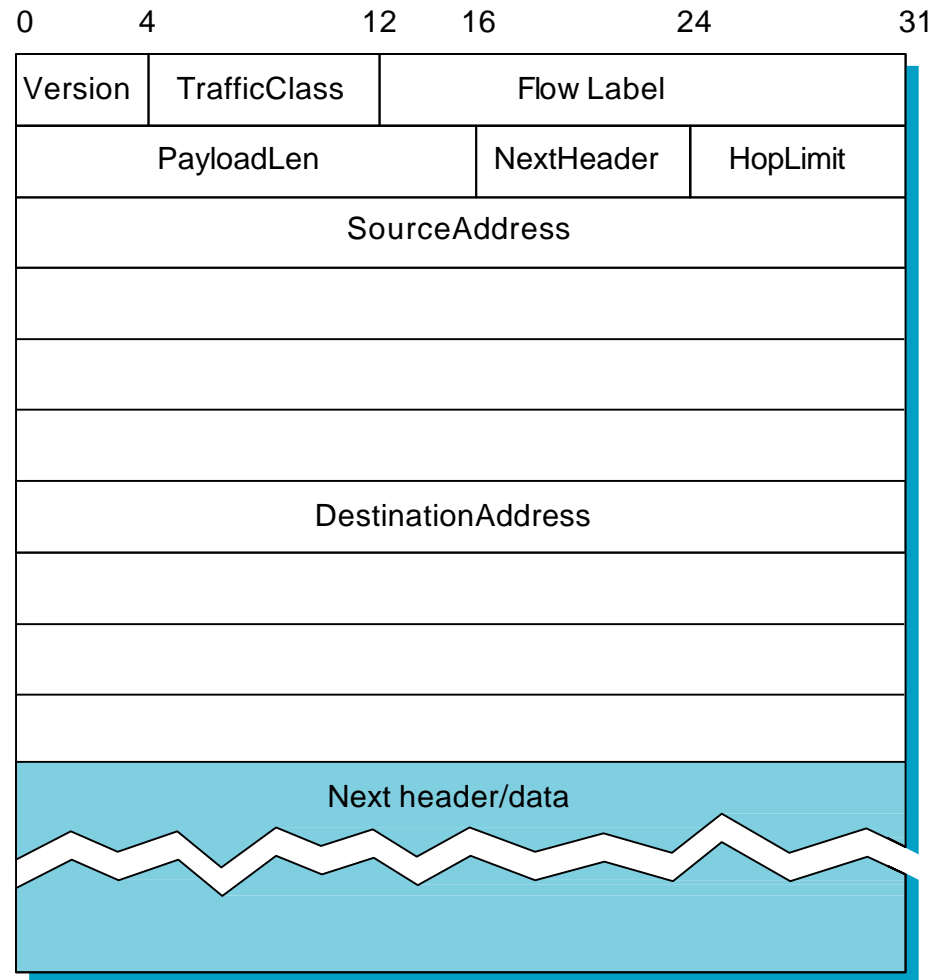 0 4 12 16 24 31
Version TrafficClass Flow Label
PayloadLen NextHeader HopLimit
SourceAddress
DestinationAddress
Next header/data